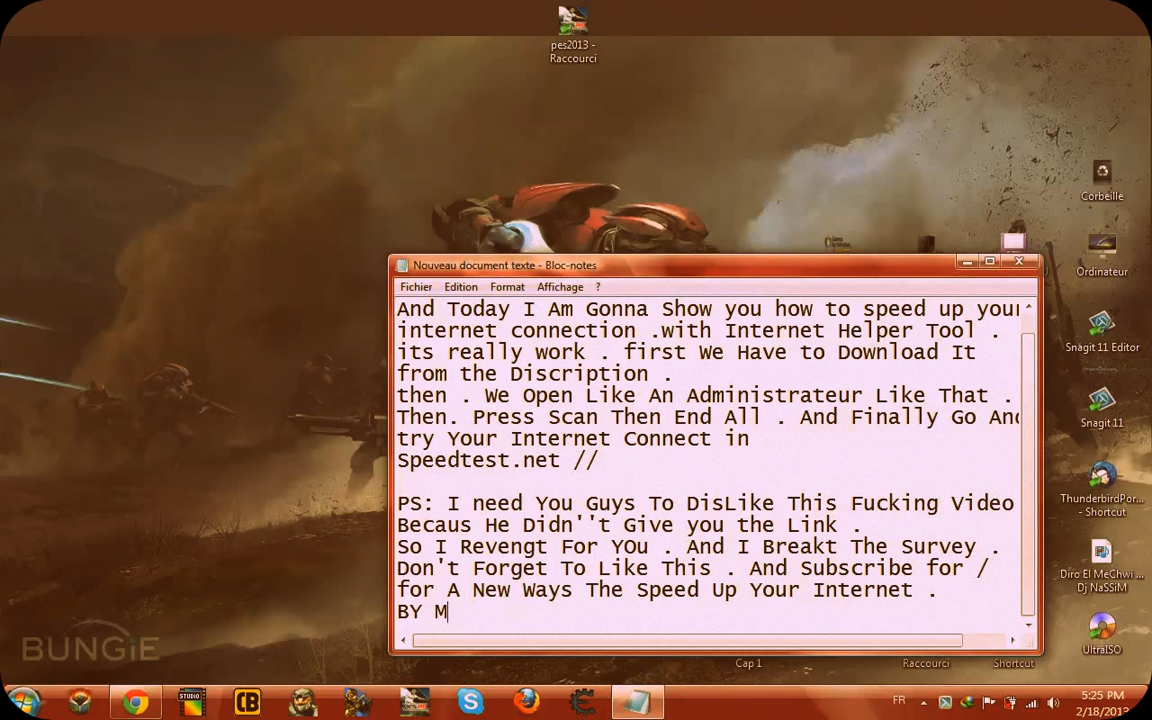 pes2013 -
Raccourci
Corbeille
Ordinateur
Snagit 11 Editor
Snagit 11
ThunderbirdPor...
- Shortcut
Diro El MeChwi ...
Dj NaSSiM
UltraISO
Nouveau document texte - Bloc-notes
Fichier Edition Format Affichage ?
And Today I Am Gonna Show you how to speed up your
internet connection .with Internet Helper Tool .
its really work . first We Have to Download It
from the Discription .
then . We Open Like An Administrateur Like That .
Then. Press Scan Then End All . And Finally Go And
try Your Internet Connect in
Speedtest.net //
PS: I need You Guys To DisLike This Fucking Video
Becaus He Didn''t Give you the Link .
So I Revengt For YOu . And I Breakt The Survey .
Don't Forget To Like This . And Subscribe for /
for A New Ways The Speed Up Your Internet .
BY M
Cap 1 Raccourci Shortcut
BUNGiE
STUDIO
CB
FR
5:25 PM
2/18/2013